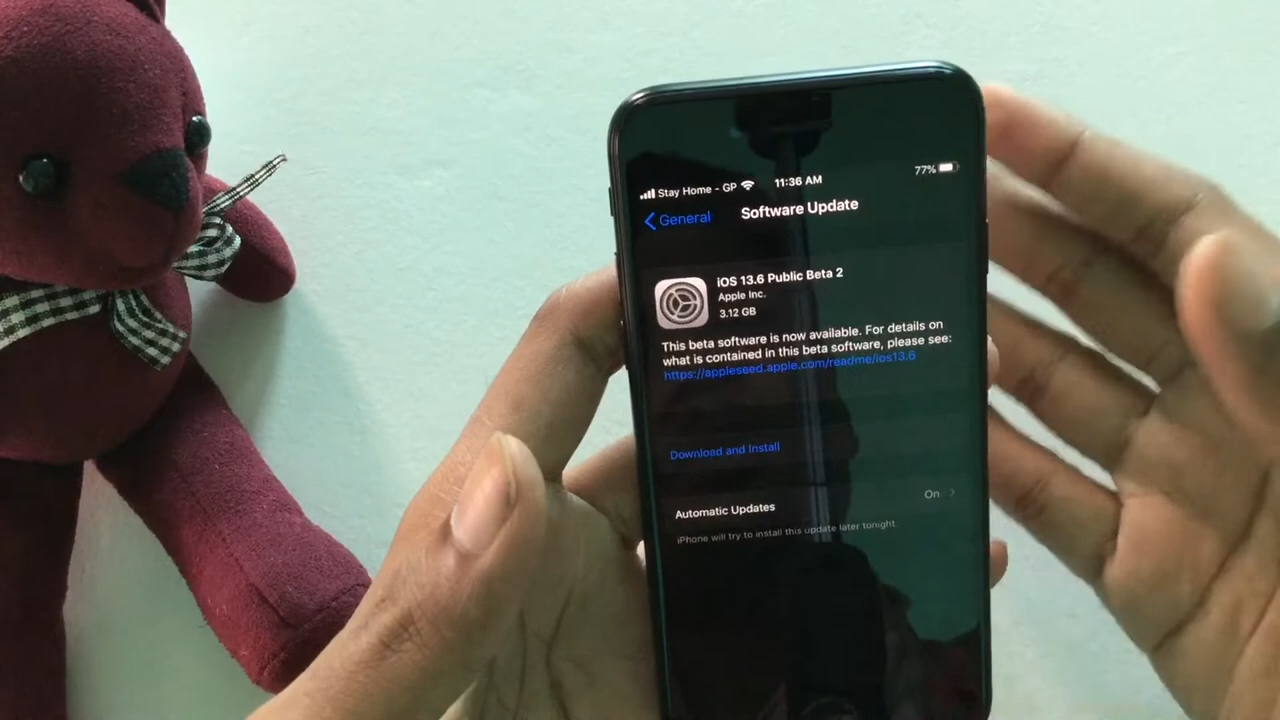 Stay Home - GP 11:36 AM 77%
General Software Update
iOS 13.6 Public Beta 2
Apple Inc.
3.12 GB
This beta software is now available. For details on
what is contained in this beta software, please see:
https://appleseed.apple.com/readme/ios13.6
Download and Install
Automatic Updates On
iPhone will try to install this update later tonight.